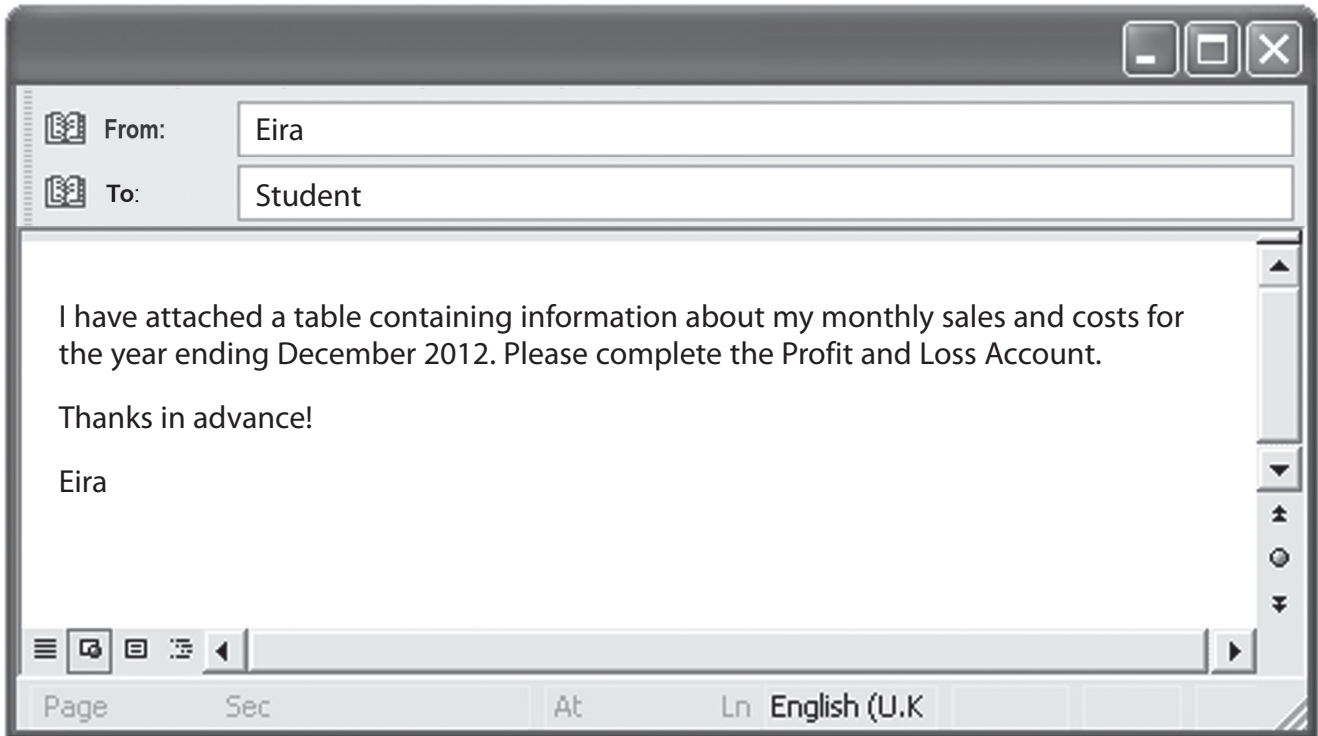 From: Eira
To: Student
I have attached a table containing information about my monthly sales and costs for
the year ending December 2012. Please complete the Profit and Loss Account.
Thanks in advance!
Eira
Page Sec At Ln English (U.K